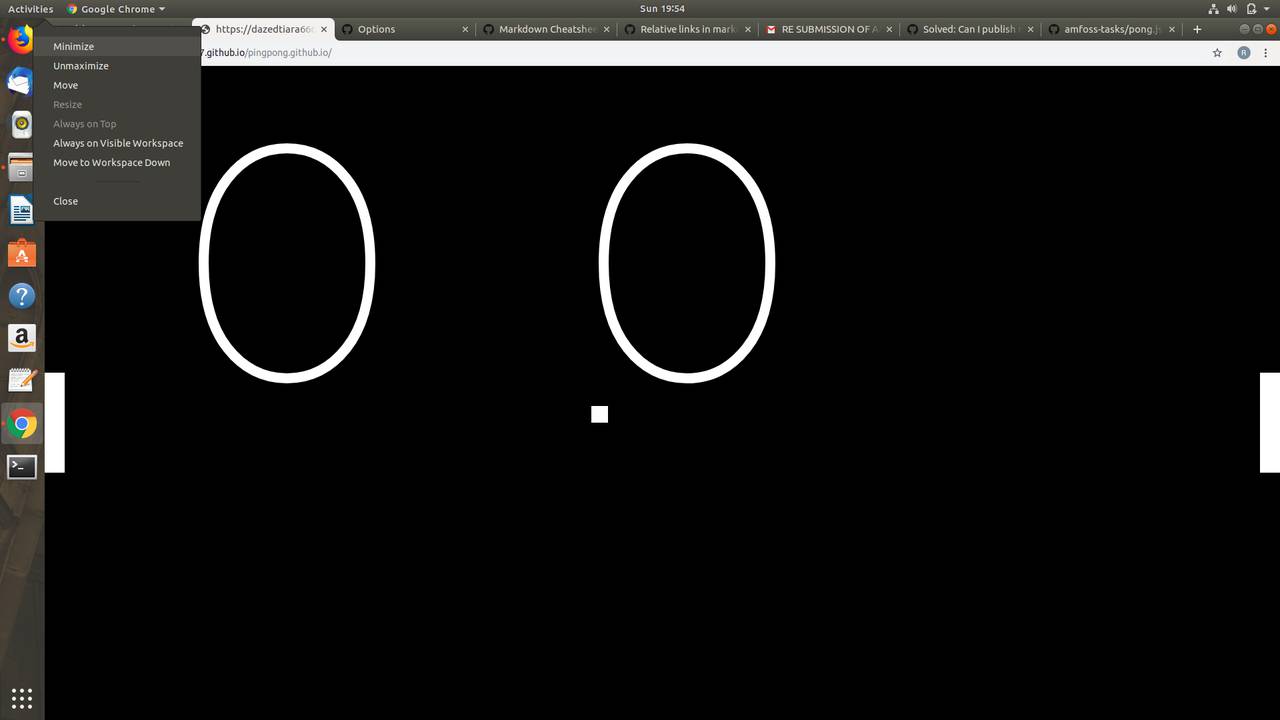 Activities Google Chrome Sun 19:54
https://dazedtiara66 Options Markdown Cheatshee Relative links in mark RE SUBMISSION OF A Solved: Can I publish amfoss-tasks/pong.js
7.github.io/pingpong.github.io/ R
Minimize
Unmaximize
Move
Resize
Always on Top
Always on Visible Workspace
Move to Workspace Down
Close
0 0